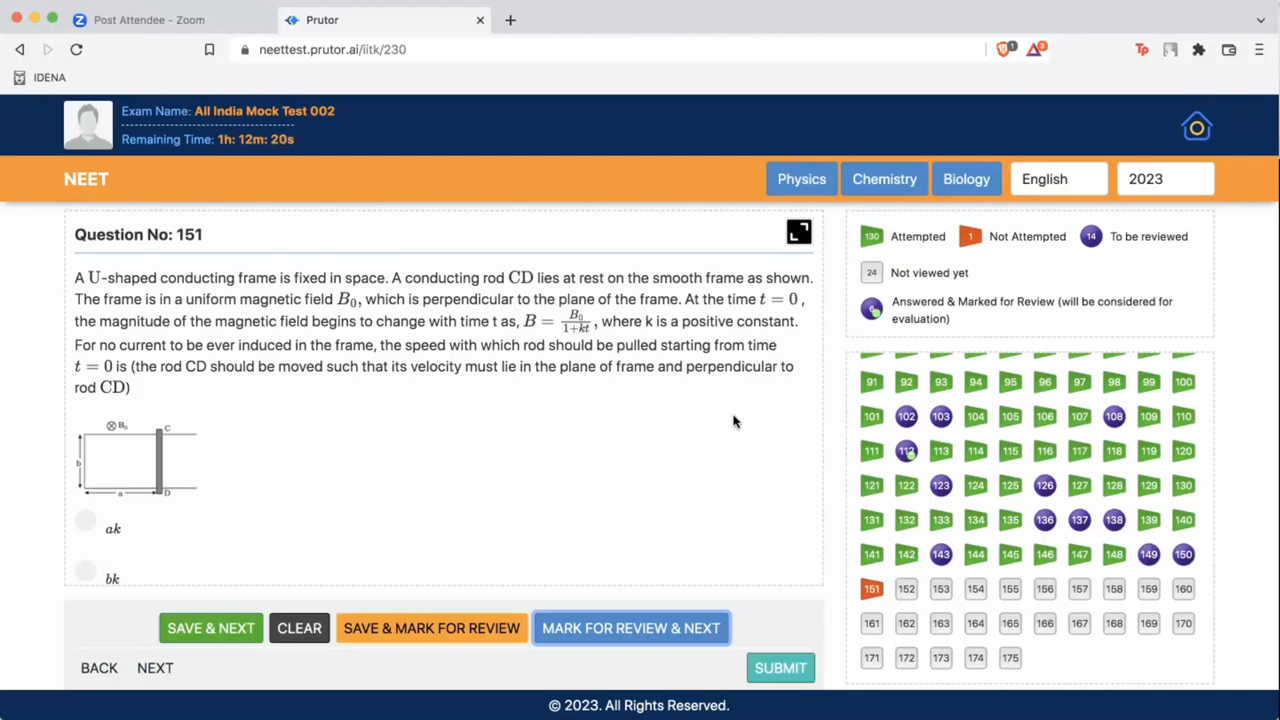 Post Attendee - Zoom
Prutor
neettest.prutor.ai/iitk/230
1
3
Tp
IDENA
Exam Name: All India Mock Test 002
Remaining Time: 1h: 12m: 20s
NEET
Physics
Chemistry
Biology
English
2023
Question No: 151
A U-shaped conducting frame is fixed in space. A conducting rod CD lies at rest on the smooth frame as shown.
The frame is in a uniform magnetic field B₀, which is perpendicular to the plane of the frame. At the time t = 0 ,
the magnitude of the magnetic field begins to change with time t as, B = B₀/1+kt, where k is a positive constant.
For no current to be ever induced in the frame, the speed with which rod should be pulled starting from time
t = 0 is (the rod CD should be moved such that its velocity must lie in the plane of frame and perpendicular to
rod CD)
⊗B₀
C
b
a
D
ak
bk
SAVE & NEXT
CLEAR
SAVE & MARK FOR REVIEW
MARK FOR REVIEW & NEXT
BACK
NEXT
SUBMIT
130 Attempted
1 Not Attempted
14 To be reviewed
24 Not viewed yet
6 Answered & Marked for Review (will be considered for
evaluation)
91 92 93 94 95 96 97 98 99 100
101 102 103 104 105 106 107 108 109 110
111 112 113 114 115 116 117 118 119 120
121 122 123 124 125 126 127 128 129 130
131 132 133 134 135 136 137 138 139 140
141 142 143 144 145 146 147 148 149 150
151 152 153 154 155 156 157 158 159 160
161 162 163 164 165 166 167 168 169 170
171 172 173 174 175
© 2023. All Rights Reserved.